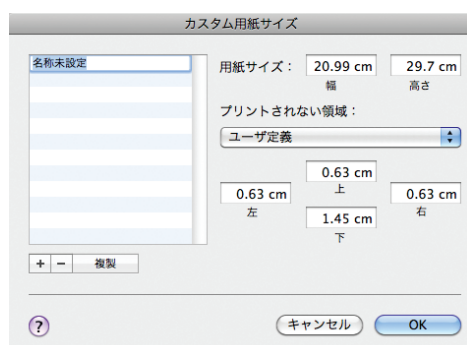 カスタム用紙サイズ
名称未設定
用紙サイズ： 20.99 cm 29.7 cm
幅 高さ
プリントされない領域：
ユーザ定義
0.63 cm
上
0.63 cm 0.63 cm
左 右
1.45 cm
下
+ − 複製
? キャンセル OK